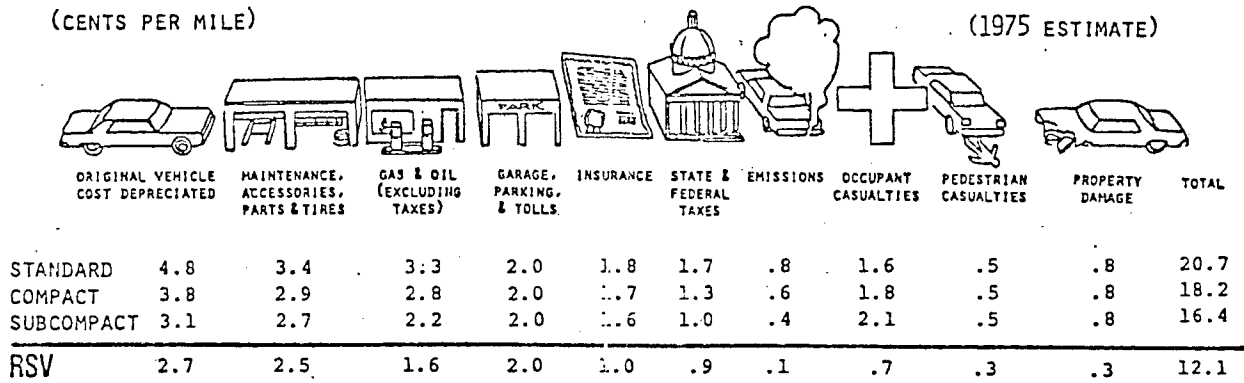 (CENTS PER MILE) (1975 ESTIMATE)
PARK
ORIGINAL VEHICLE MAINTENANCE, GAS & OIL GARAGE, INSURANCE STATE & EMISSIONS OCCUPANT PEDESTRIAN PROPERTY TOTAL
COST DEPRECIATED ACCESSORIES, (EXCLUDING PARKING, FEDERAL CASUALTIES CASUALTIES DAMAGE
PARTS & TIRES TAXES) & TOLLS TAXES
STANDARD 4.8 3.4 3.3 2.0 1.8 1.7 .8 1.6 .5 .8 20.7
COMPACT 3.8 2.9 2.8 2.0 1.7 1.3 .6 1.8 .5 .8 18.2
SUBCOMPACT 3.1 2.7 2.2 2.0 1.6 1.0 .4 2.1 .5 .8 16.4
RSV 2.7 2.5 1.6 2.0 1.0 .9 .1 .7 .3 .3 12.1